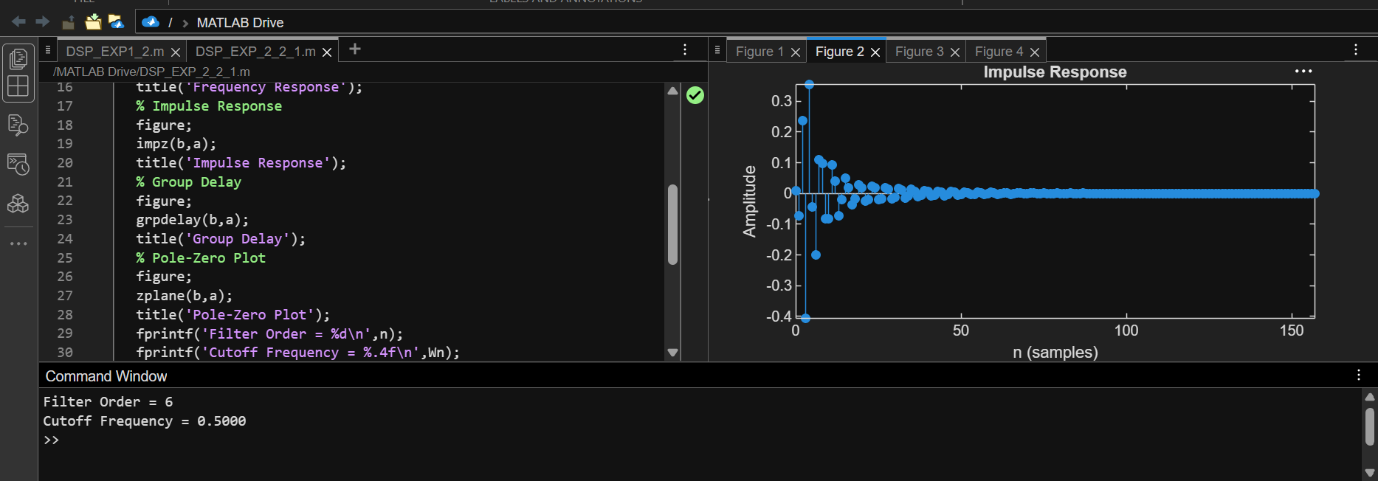 / > MATLAB Drive
DSP_EXP1_2.m × DSP_EXP_2_2_1.m × +
/MATLAB Drive/DSP_EXP_2_2_1.m
16 title('Frequency Response');
17 % Impulse Response
18 figure;
19 impz(b,a);
20 title('Impulse Response');
21 % Group Delay
22 figure;
23 grpdelay(b,a);
24 title('Group Delay');
25 % Pole-Zero Plot
26 figure;
27 zplane(b,a);
28 title('Pole-Zero Plot');
29 fprintf('Filter Order = %d\n',n);
30 fprintf('Cutoff Frequency = %.4f\n',Wn);
Figure 1 × Figure 2 × Figure 3 × Figure 4 ×
Impulse Response
Amplitude
0.3
0.2
0.1
0
-0.1
-0.2
-0.3
-0.4
0 50 100 150
n (samples)
Command Window
Filter Order = 6
Cutoff Frequency = 0.5000
>>